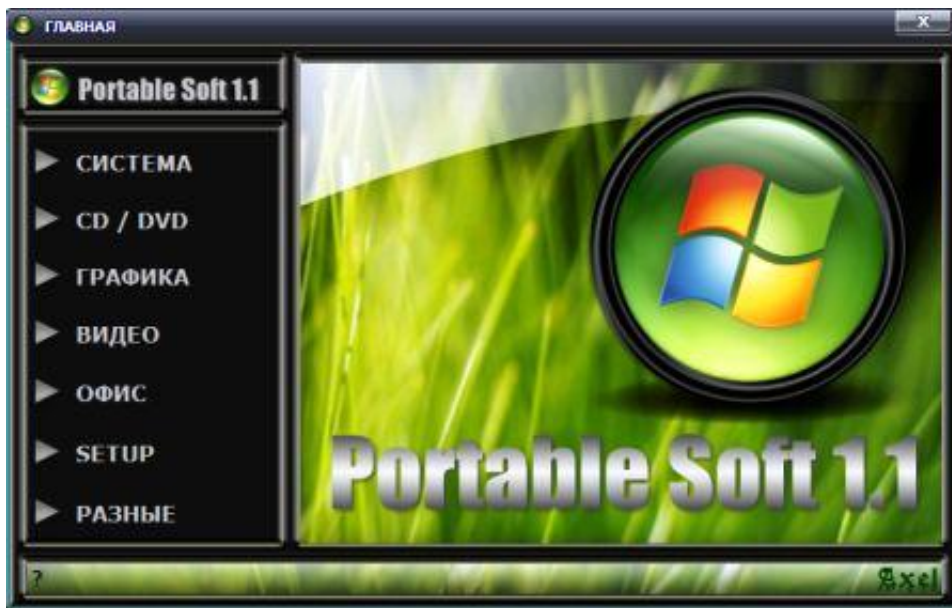 ГЛАВНАЯ
X
Portable Soft 1.1
СИСТЕМА
CD / DVD
ГРАФИКА
ВИДЕО
ОФИС
SETUP
РАЗНЫЕ
Portable Soft 1.1
?
Axel